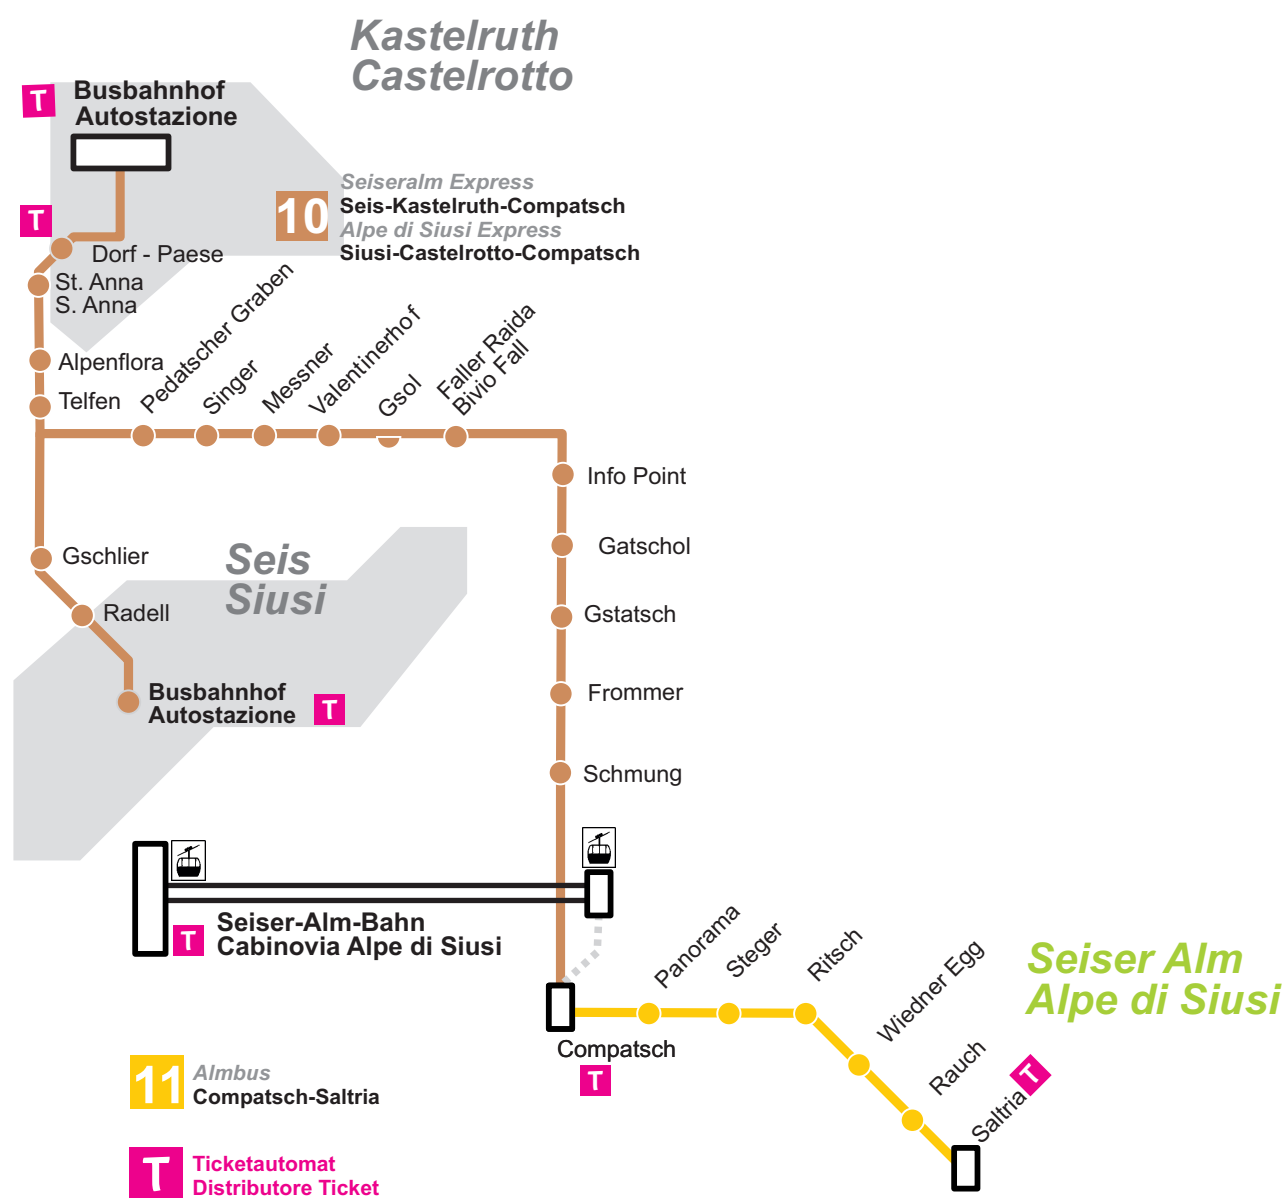 Kastelruth
Castelrotto
T
Busbahnhof
Autostazione
T
10
Seiseralm Express
Seis-Kastelruth-Compatsch
Alpe di Siusi Express
Siusi-Castelrotto-Compatsch
Dorf - Paese
St. Anna
S. Anna
Alpenflora
Telfen
Pedatscher Graben
Singer
Messner
Valentinerhof
Gsol
Faller Raida
Bivio Fall
Info Point
Gatschol
Gstatsch
Frommer
Schmung
Gschlier
Radell
Seis
Siusi
Busbahnhof
Autostazione
T
T
Seiser-Alm-Bahn
Cabinovia Alpe di Siusi
Compatsch
T
Panorama
Steger
Ritsch
Wiedner Egg
Rauch
Saltria
T
Seiser Alm
Alpe di Siusi
11
Almbus
Compatsch-Saltria
T
Ticketautomat
Distributore Ticket